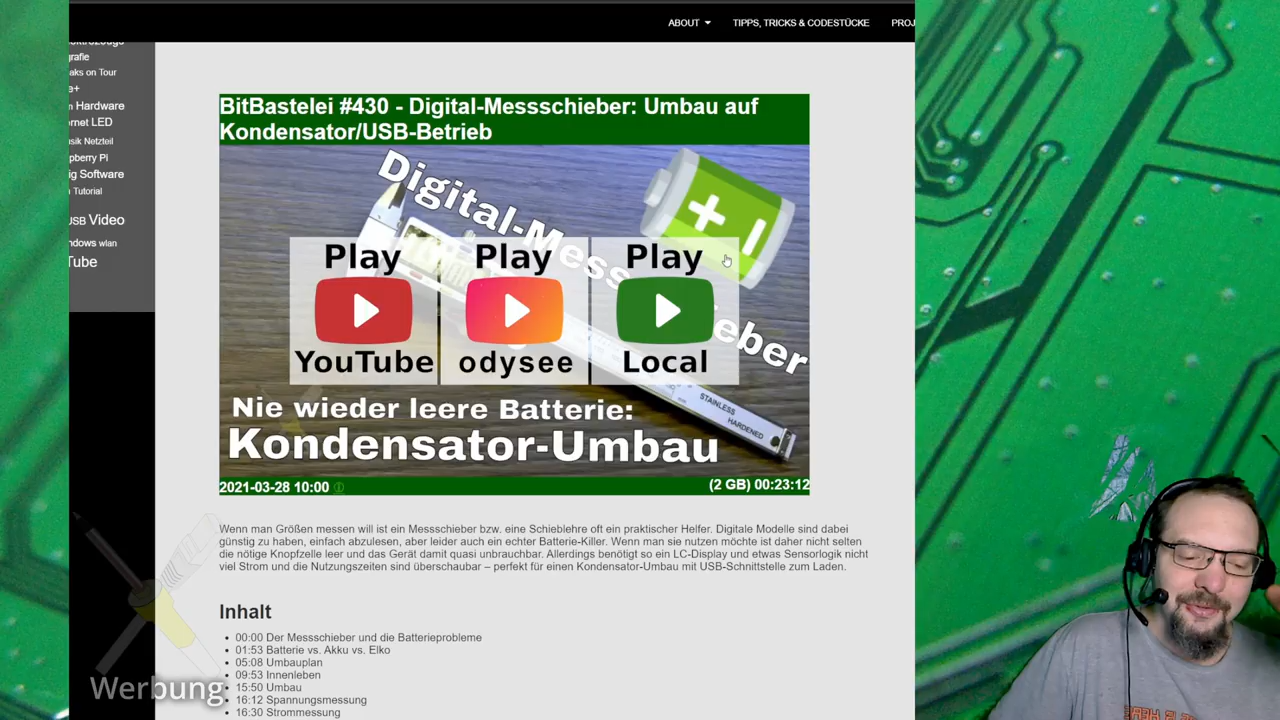 ABOUT TIPPS, TRICKS & CODESTÜCKE PROJ
grafie
aks on Tour
e+
Hardware
rnet LED
sik Netzteil
pberry Pi
ig Software
Tutorial
USB Video
ndows wlan
Tube
BitBastelei #430 - Digital-Messschieber: Umbau auf
Kondensator/USB-Betrieb
Digital-Messschieber
Play Play Play
YouTube odysee Local
STAINLESS
HARDENED
Nie wieder leere Batterie:
Kondensator-Umbau
2021-03-28 10:00 (2 GB) 00:23:12
Wenn man Größen messen will ist ein Messschieber bzw. eine Schieblehre oft ein praktischer Helfer. Digitale Modelle sind dabei
günstig zu haben, einfach abzulesen, aber leider auch ein echter Batterie-Killer. Wenn man sie nutzen möchte ist daher nicht selten
die nötige Knopfzelle leer und das Gerät damit quasi unbrauchbar. Allerdings benötigt so ein LC-Display und etwas Sensorlogik nicht
viel Strom und die Nutzungszeiten sind überschaubar – perfekt für einen Kondensator-Umbau mit USB-Schnittstelle zum Laden.
Inhalt
00:00 Der Messschieber und die Batterieprobleme
01:53 Batterie vs. Akku vs. Elko
05:08 Umbauplan
09:53 Innenleben
15:50 Umbau
16:12 Spannungsmessung
16:30 Strommessung
Werbung